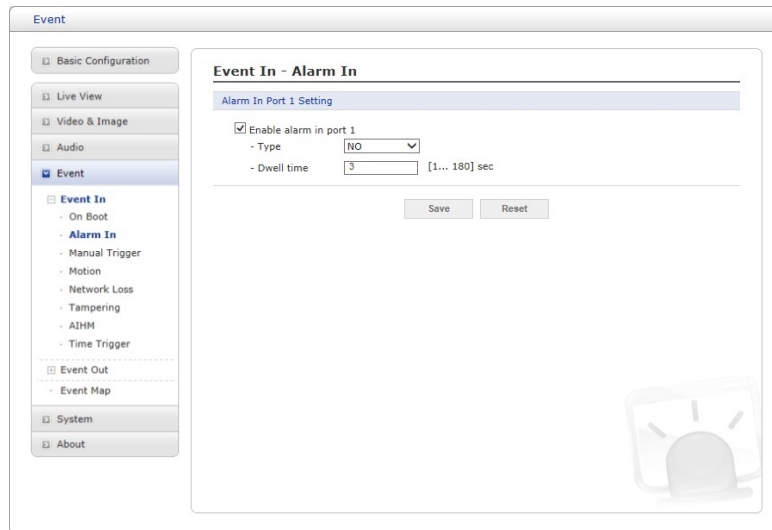 Event
Basic Configuration
Live View
Video & Image
Audio
Event
Event In
On Boot
Alarm In
Manual Trigger
Motion
Network Loss
Tampering
AIHM
Time Trigger
Event Out
Event Map
System
About
Event In - Alarm In
Alarm In Port 1 Setting
Enable alarm in port 1
- Type NO
- Dwell time 3 [1... 180] sec
Save Reset